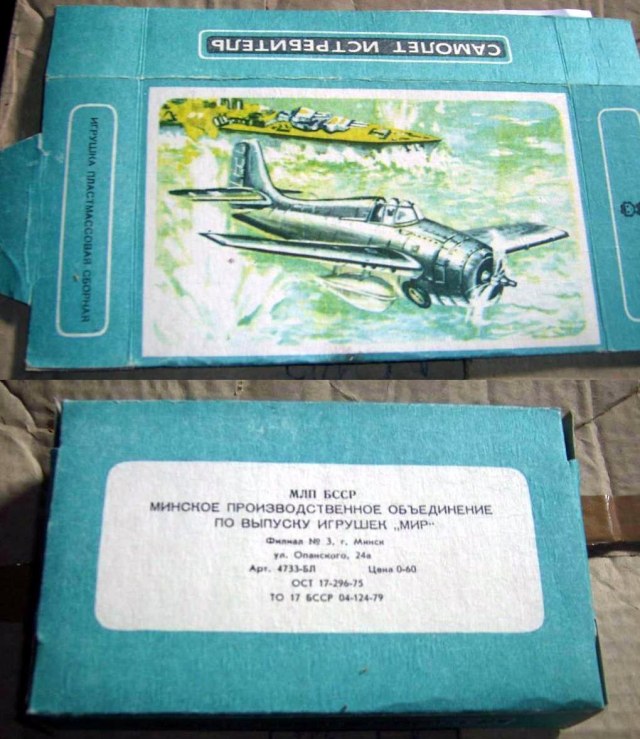 САМОЛЕТ ИСТРЕБИТЕЛЬ
ИГРУШКА ПЛАСТМАССОВАЯ СБОРНАЯ
МЛП БССР
МИНСКОЕ ПРОИЗВОДСТВЕННОЕ ОБЪЕДИНЕНИЕ
ПО ВЫПУСКУ ИГРУШЕК „МИР"
Филиал № 3, г. Минск
ул. Опанского, 24а
Арт. 4733-БЛ Цена 0-60
ОСТ 17-296-75
ТО 17 БССР 04-124-79